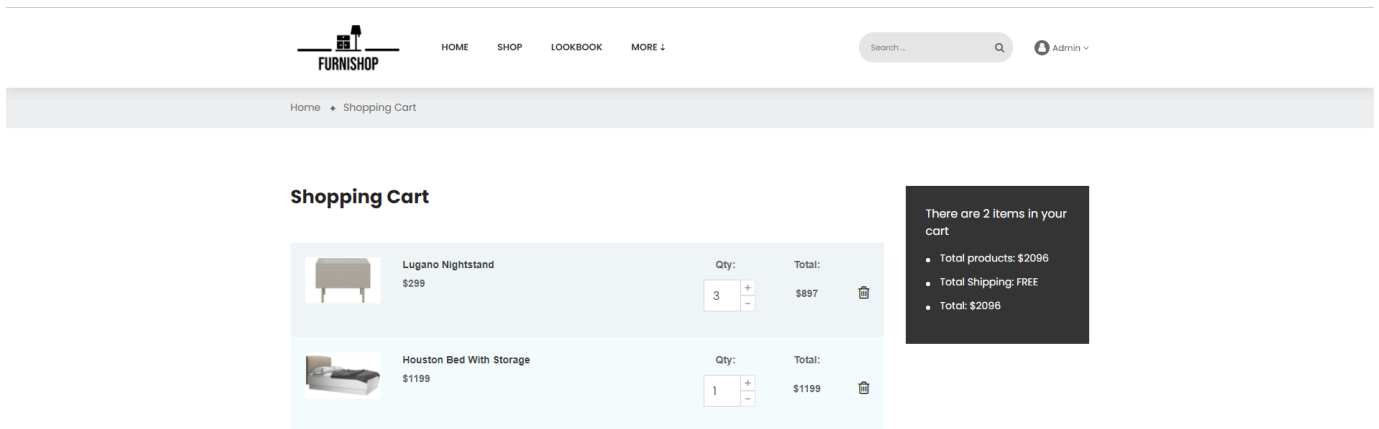 FURNISHOP
HOME SHOP LOOKBOOK MORE ↓
Search ...
Admin
Home ◆ Shopping Cart
Shopping Cart
Lugano Nightstand
$299
Qty:
3
+
-
Total:
$897
Houston Bed With Storage
$1199
Qty:
1
+
-
Total:
$1199
There are 2 items in your
cart
• Total products: $2096
• Total Shipping: FREE
• Total: $2096